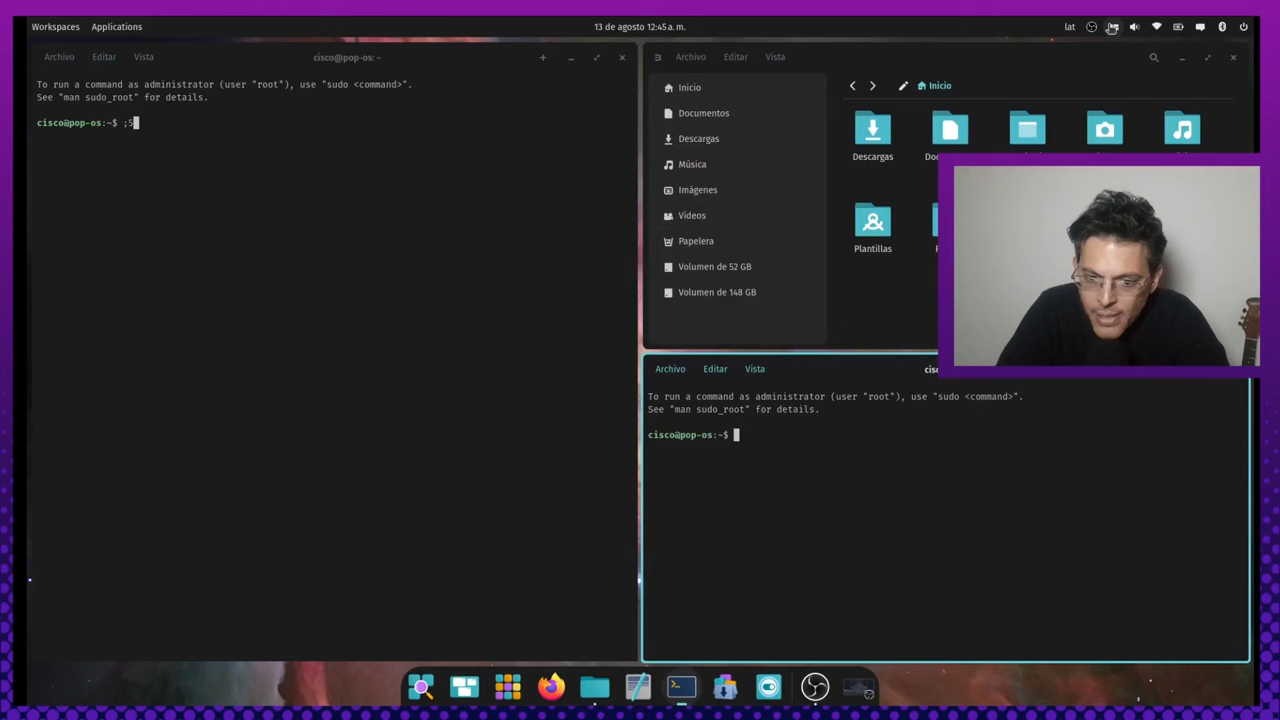 Workspaces Applications 13 de agosto 12:45 a. m. lat
Archivo Editar Vista cisco@pop-os: ~
To run a command as administrator (user "root"), use "sudo <command>".
See "man sudo_root" for details.
cisco@pop-os:~$ ;5
Archivo Editar Vista
Inicio
Documentos
Descargas
Música
Imágenes
Vídeos
Papelera
Volumen de 52 GB
Volumen de 148 GB
Inicio
Descargas
Plantillas
Archivo Editar Vista
To run a command as administrator (user "root"), use "sudo <command>".
See "man sudo_root" for details.
cisco@pop-os:~$